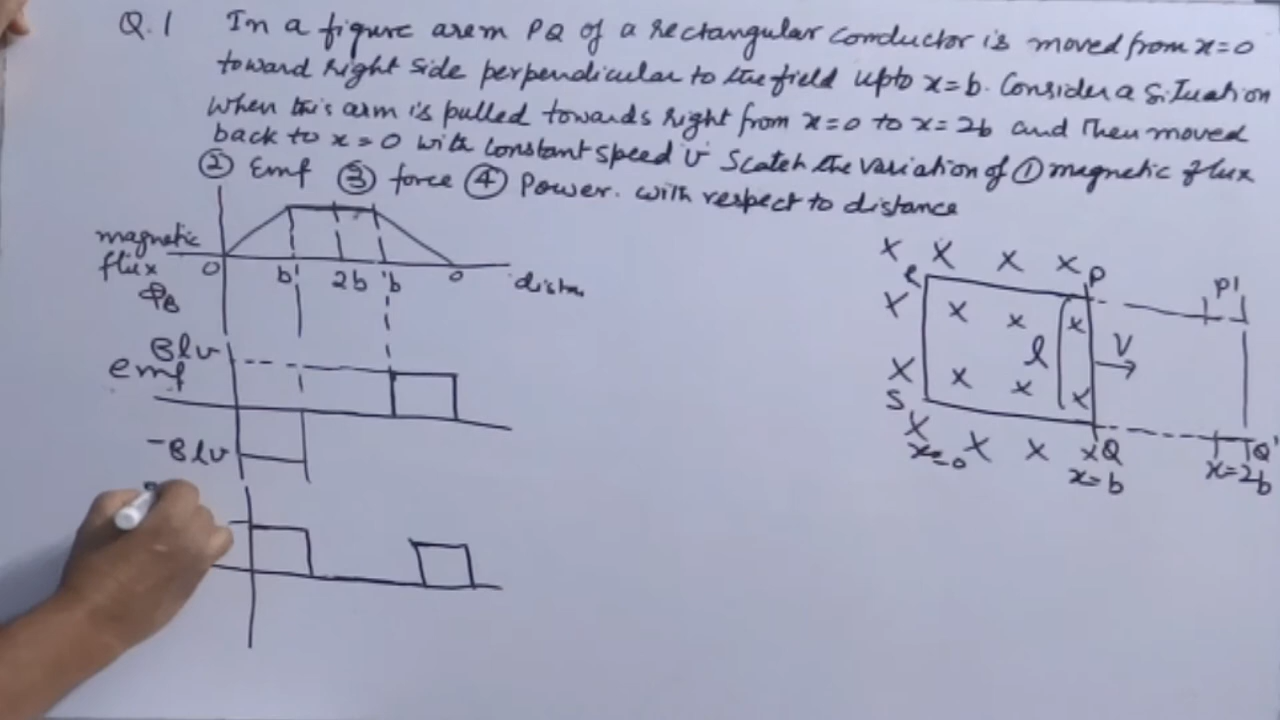 Q.1 In a figure arem PQ of a rectangular conductor is moved from x=0
toward right side perpendicular to the field upto x=b. Consider a situation
when this arm is pulled towards right from x=0 to x=2b and then moved
back to x=0 with constant speed v scatch the variation of ① magnetic flux
② Emf ③ force ④ Power. with respect to distance
magnetic
flux
ΦB
0 b 2b b 0
Blv
emf
-Blv
x x x x P P'
x x x x
l V
x x x x
S x x x x Q Q'
x=0 x=b x=2b